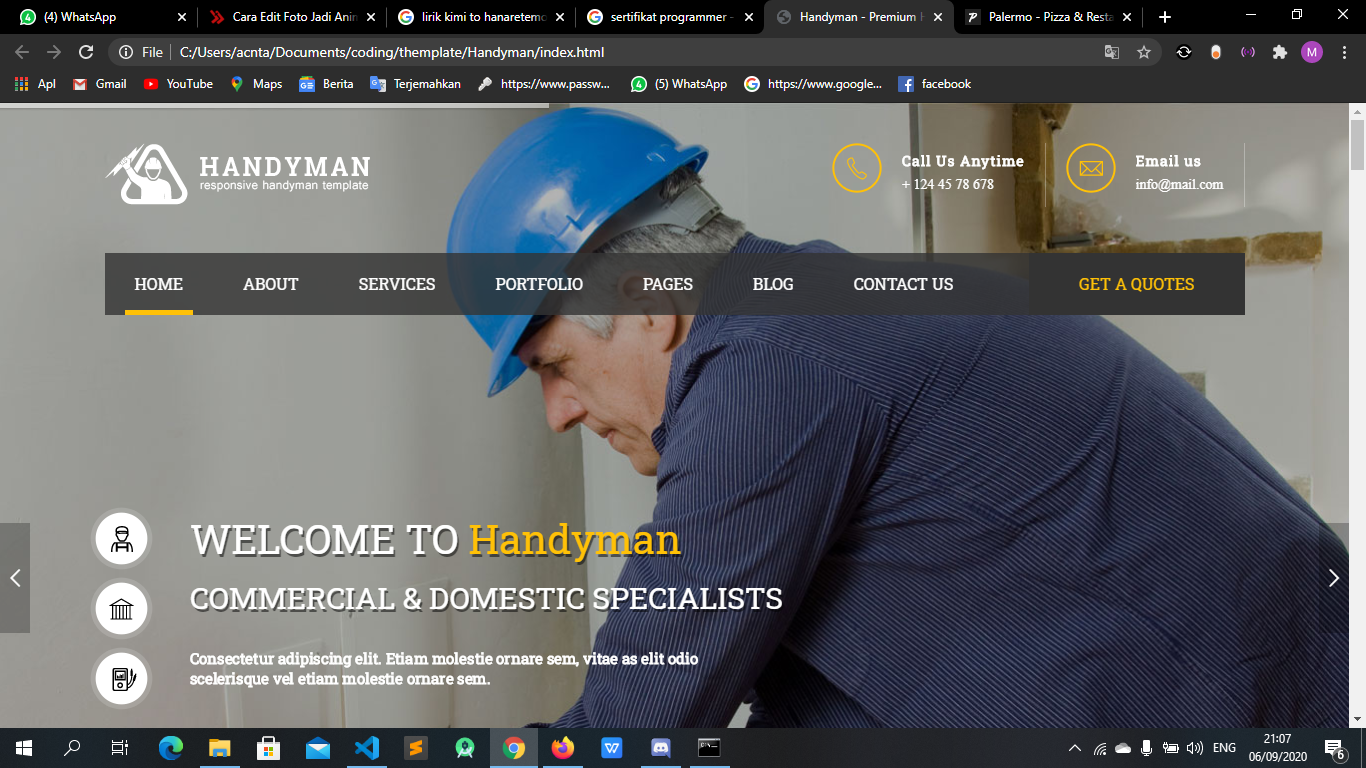 (4) WhatsApp
Cara Edit Foto Jadi Anim
lirik kimi to hanaretemo
sertifikat programmer -
Handyman - Premium H
Palermo - Pizza & Resta
File
C:/Users/acnta/Documents/coding/themplate/Handyman/index.html
M
Apl
Gmail
YouTube
Maps
Berita
Terjemahkan
https://www.passw...
(5) WhatsApp
https://www.google...
facebook
HANDYMAN
responsive handyman template
Call Us Anytime
+ 124 45 78 678
Email us
info@mail.com
HOME
ABOUT
SERVICES
PORTFOLIO
PAGES
BLOG
CONTACT US
GET A QUOTES
WELCOME TO Handyman
COMMERCIAL & DOMESTIC SPECIALISTS
Consectetur adipiscing elit. Etiam molestie ornare sem, vitae as elit odio
scelerisque vel etiam molestie ornare sem.
ENG
21:07
06/09/2020
6